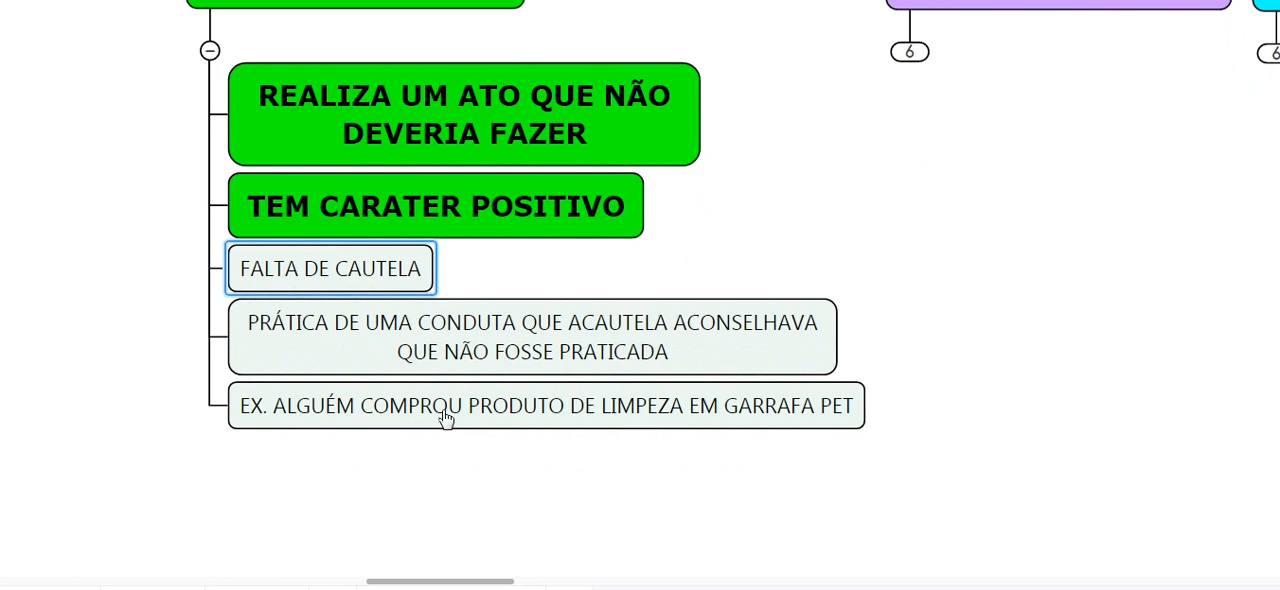 6
6
REALIZA UM ATO QUE NÃO
DEVERIA FAZER
TEM CARATER POSITIVO
FALTA DE CAUTELA
PRÁTICA DE UMA CONDUTA QUE ACAUTELA ACONSELHAVA
QUE NÃO FOSSE PRATICADA
EX. ALGUÉM COMPROU PRODUTO DE LIMPEZA EM GARRAFA PET